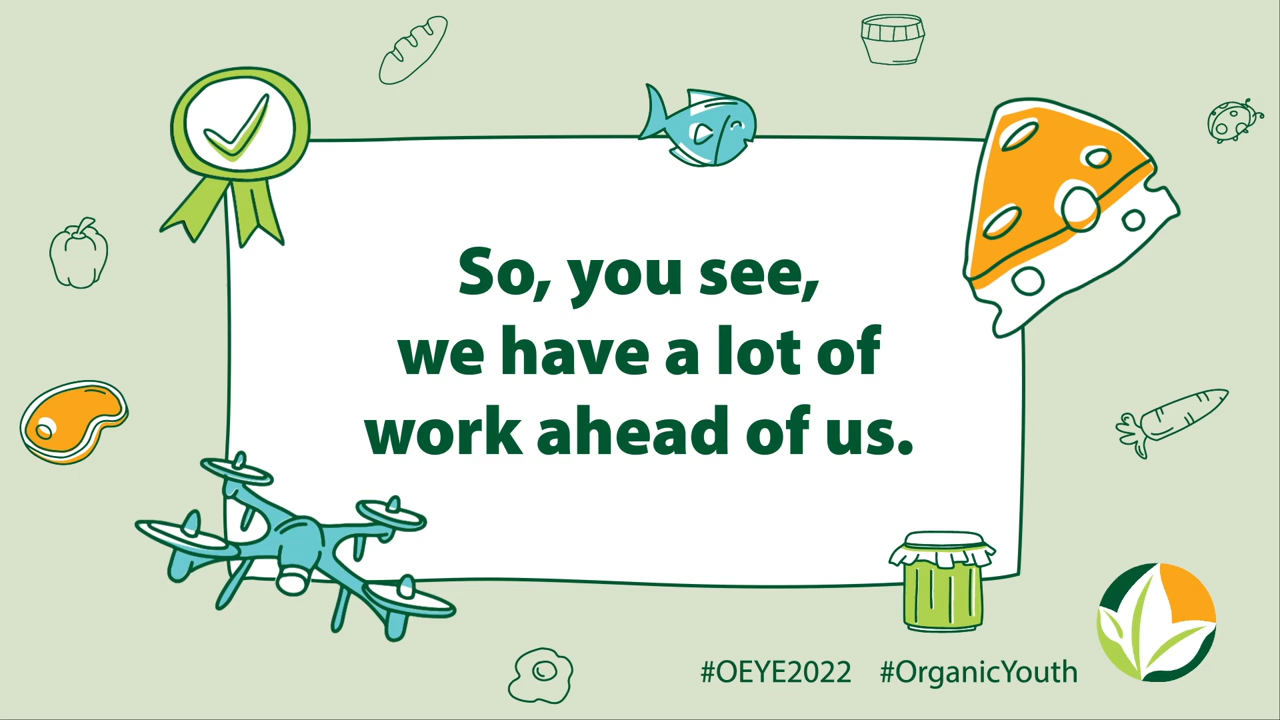 So, you see,
we have a lot of
work ahead of us.
#OEYE2022 #OrganicYouth